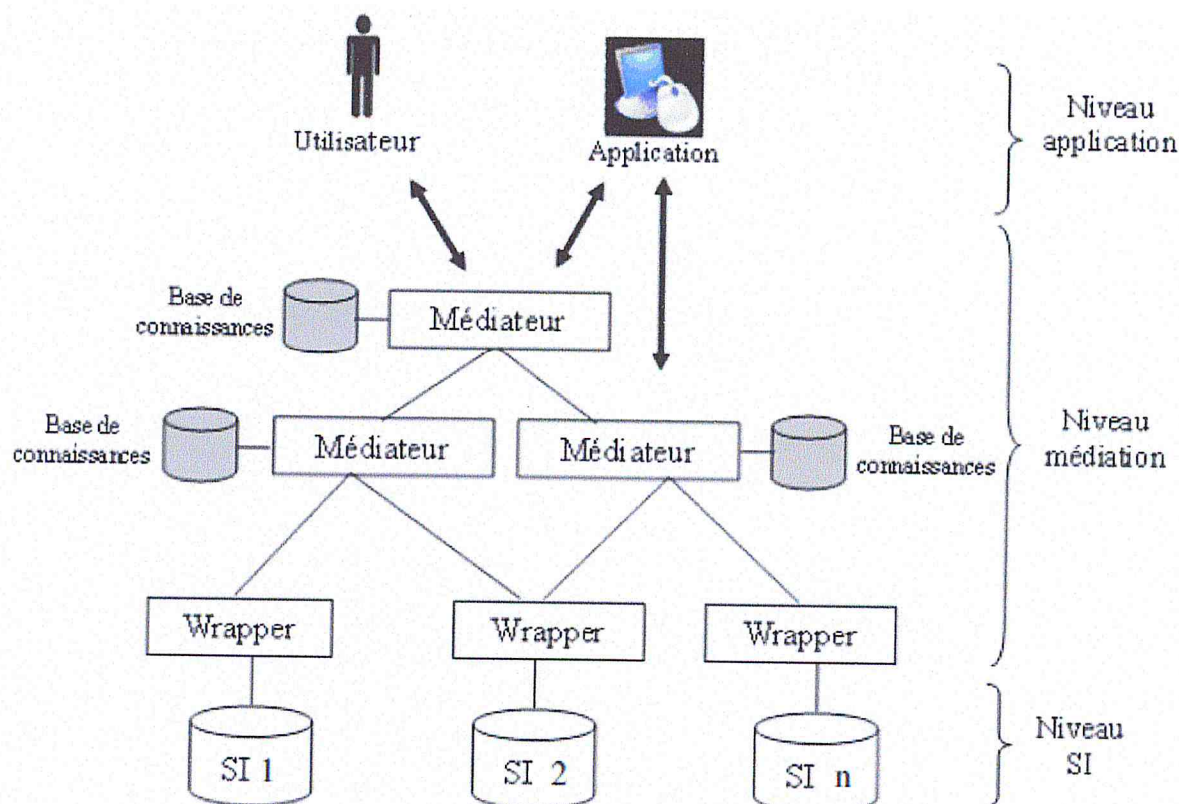 Utilisateur
Application
Niveau
application
Base de
connaissances
Médiateur
Base de
connaissances
Médiateur
Médiateur
Base de
connaissances
Niveau
médiation
Wrapper
Wrapper
Wrapper
SI 1
SI 2
SI n
Niveau
SI